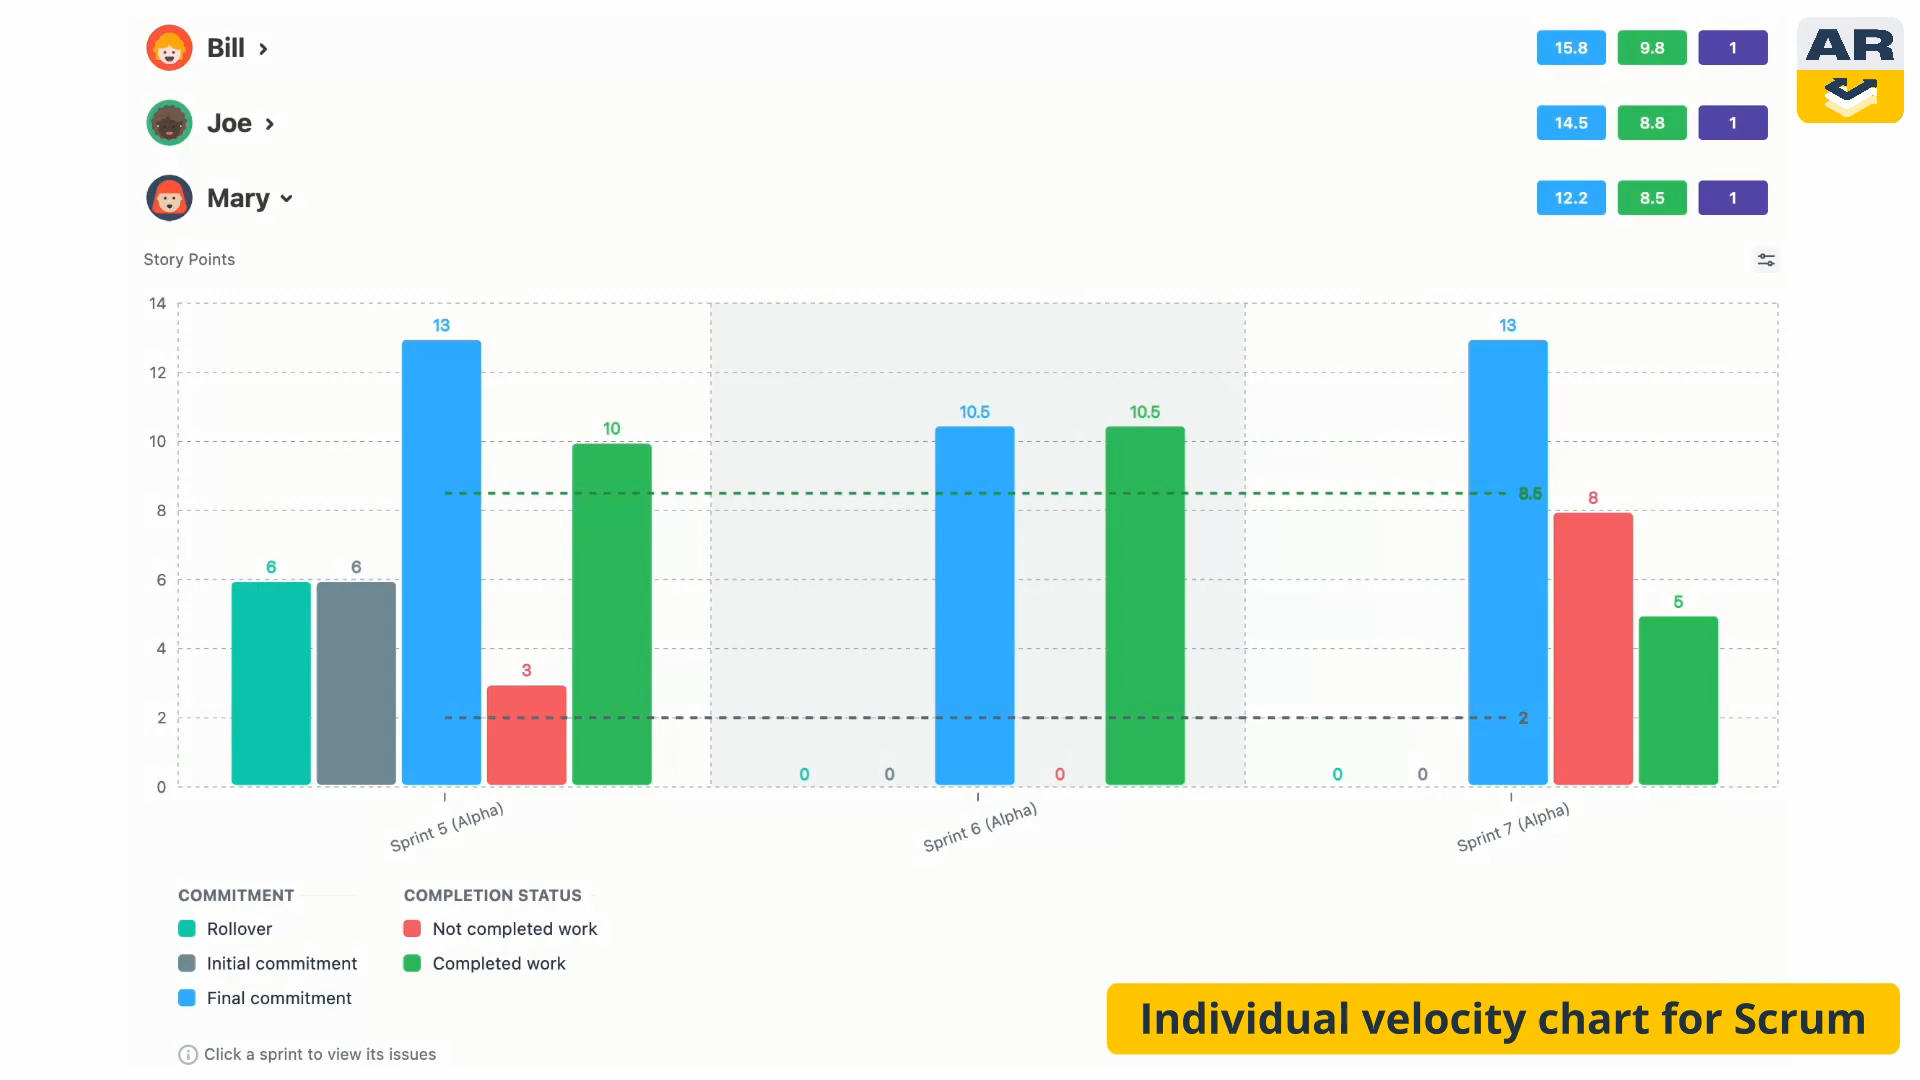 Bill
15.8 9.8 1
AR
Joe
14.5 8.8 1
Mary
12.2 8.5 1
Story Points
14
12
10
8
6
4
2
0
6 6 13 3 10
0 0 10.5 0 10.5
0 0 13 8 5
8.5
2
Sprint 5 (Alpha)
Sprint 6 (Alpha)
Sprint 7 (Alpha)
COMMITMENT
Rollover
Initial commitment
Final commitment
COMPLETION STATUS
Not completed work
Completed work
Click a sprint to view its issues
Individual velocity chart for Scrum